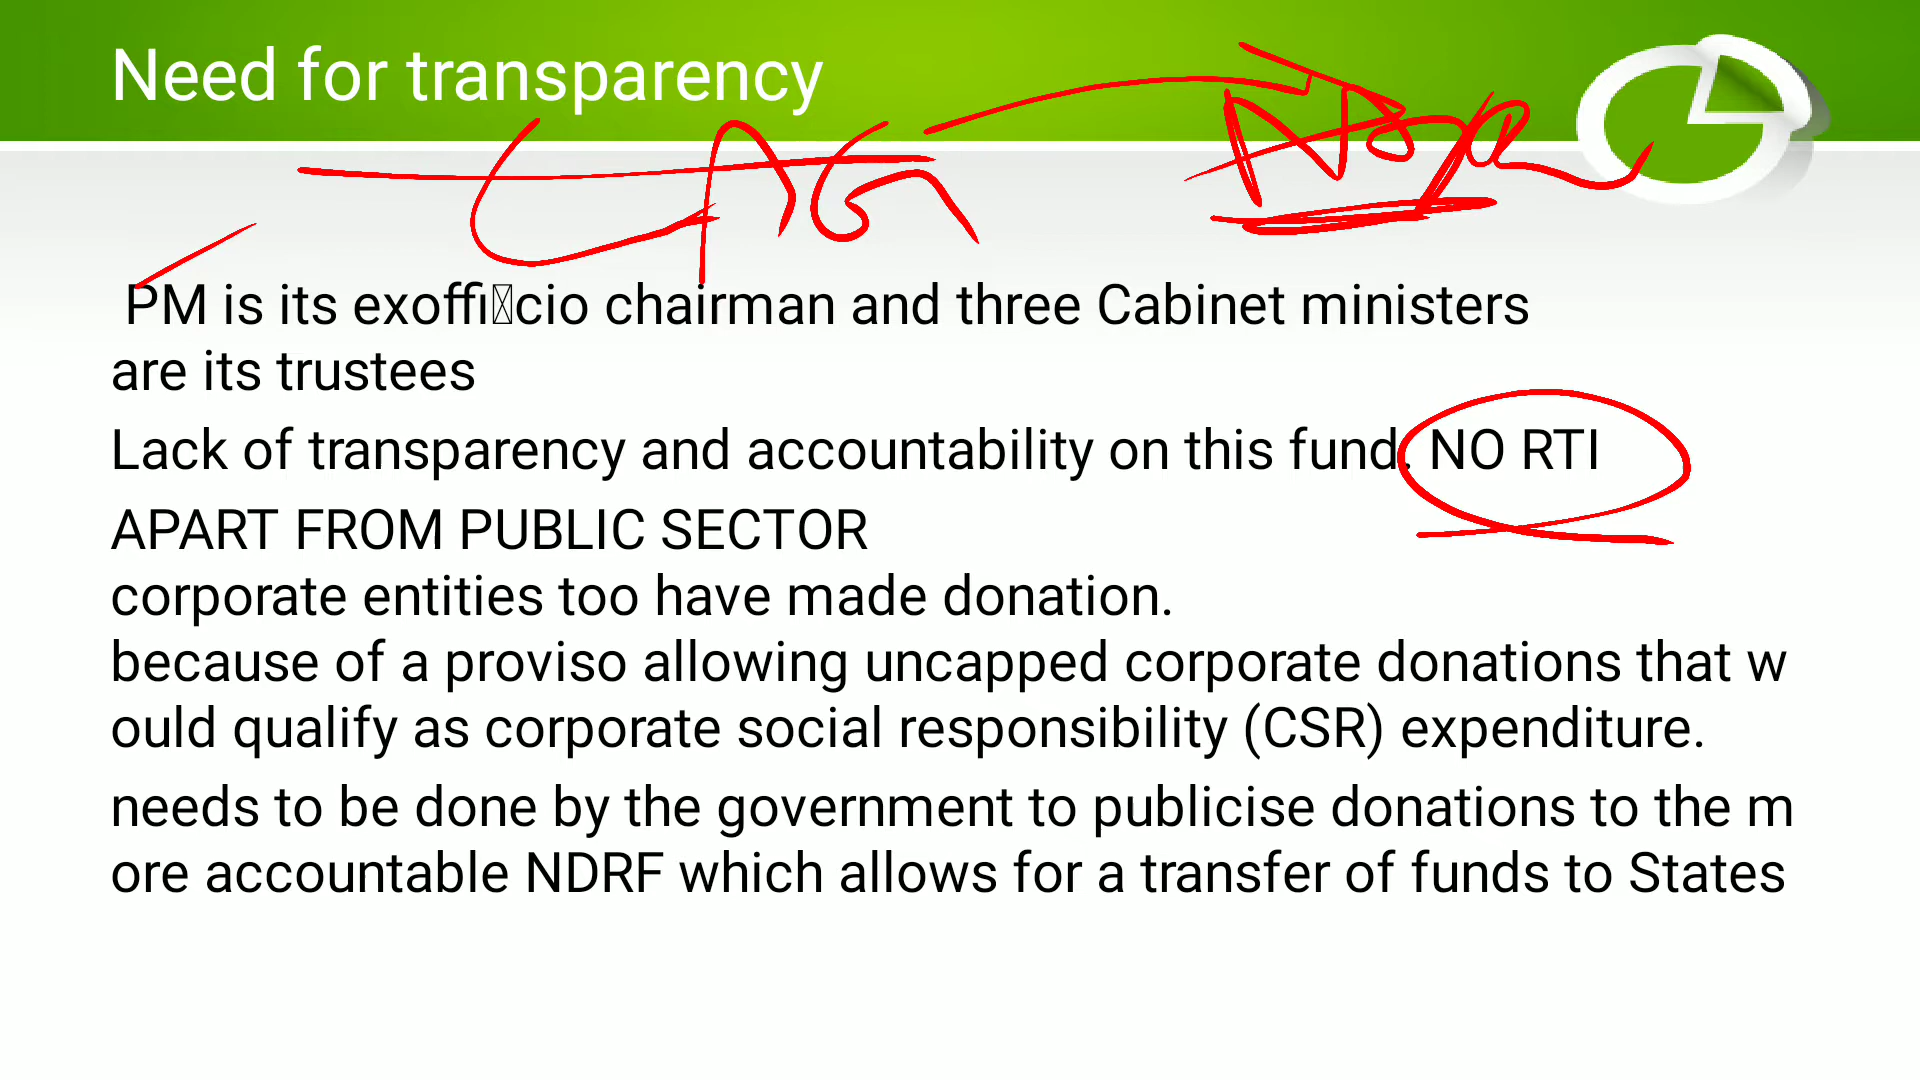 Need for transparency
CAG
PM is its exofficio chairman and three Cabinet ministers
are its trustees
Lack of transparency and accountability on this fund. NO RTI
APART FROM PUBLIC SECTOR
corporate entities too have made donation.
because of a proviso allowing uncapped corporate donations that w
ould qualify as corporate social responsibility (CSR) expenditure.
needs to be done by the government to publicise donations to the m
ore accountable NDRF which allows for a transfer of funds to States